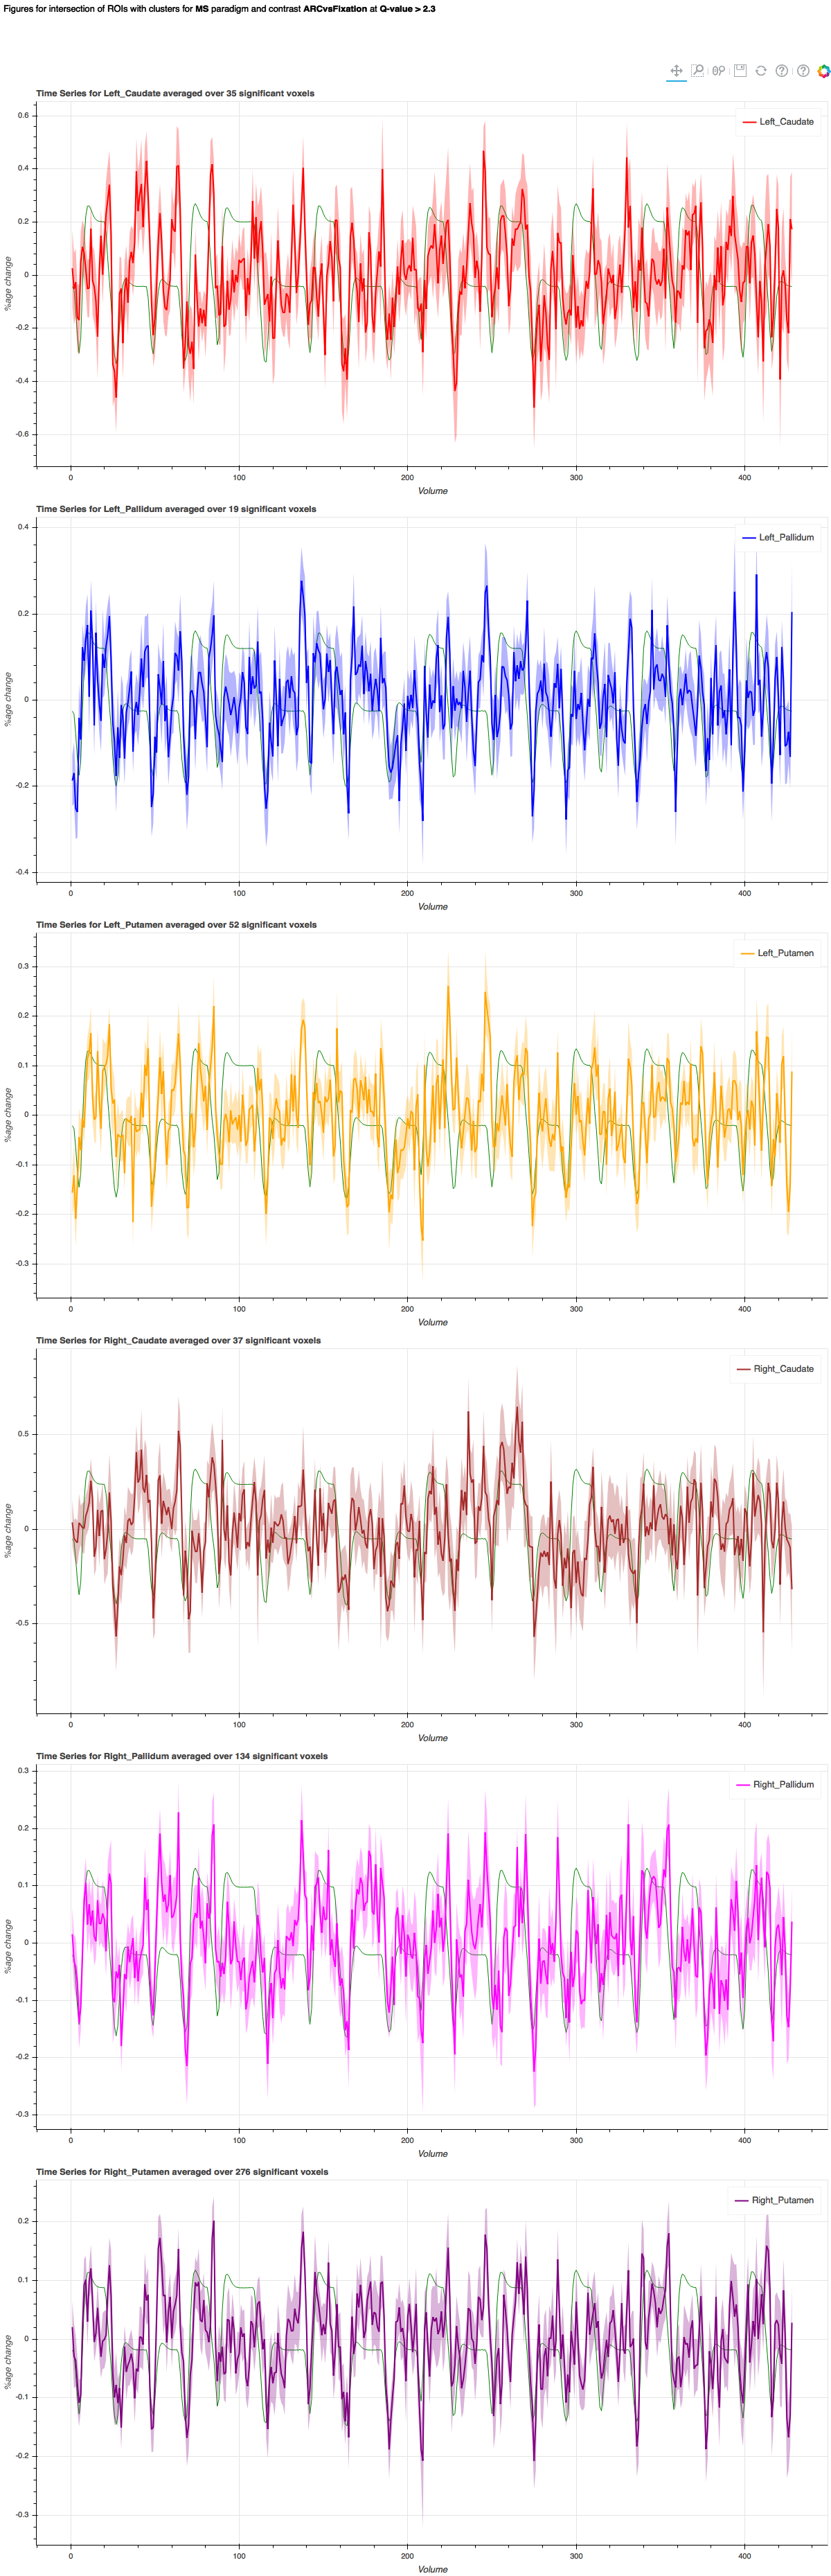 Figures for intersection of ROIs with clusters for MS paradigm and contrast ARCvsFixation at Q-value > 2.3
Time Series for Left_Caudate averaged over 35 significant voxels
Left_Caudate
0.6
0.4
0.2
0
-0.2
-0.4
-0.6
%age change
0 100 200 300 400
Volume
Time Series for Left_Pallidum averaged over 19 significant voxels
Left_Pallidum
0.4
0.2
0
-0.2
-0.4
%age change
0 100 200 300 400
Volume
Time Series for Left_Putamen averaged over 52 significant voxels
Left_Putamen
0.3
0.2
0.1
0
-0.1
-0.2
-0.3
%age change
0 100 200 300 400
Volume
Time Series for Right_Caudate averaged over 37 significant voxels
Right_Caudate
0.5
0
-0.5
%age change
0 100 200 300 400
Volume
Time Series for Right_Pallidum averaged over 134 significant voxels
Right_Pallidum
0.3
0.2
0.1
0
-0.1
-0.2
-0.3
%age change
0 100 200 300 400
Volume
Time Series for Right_Putamen averaged over 276 significant voxels
Right_Putamen
0.2
0.1
0
-0.1
-0.2
-0.3
%age change
0 100 200 300 400
Volume